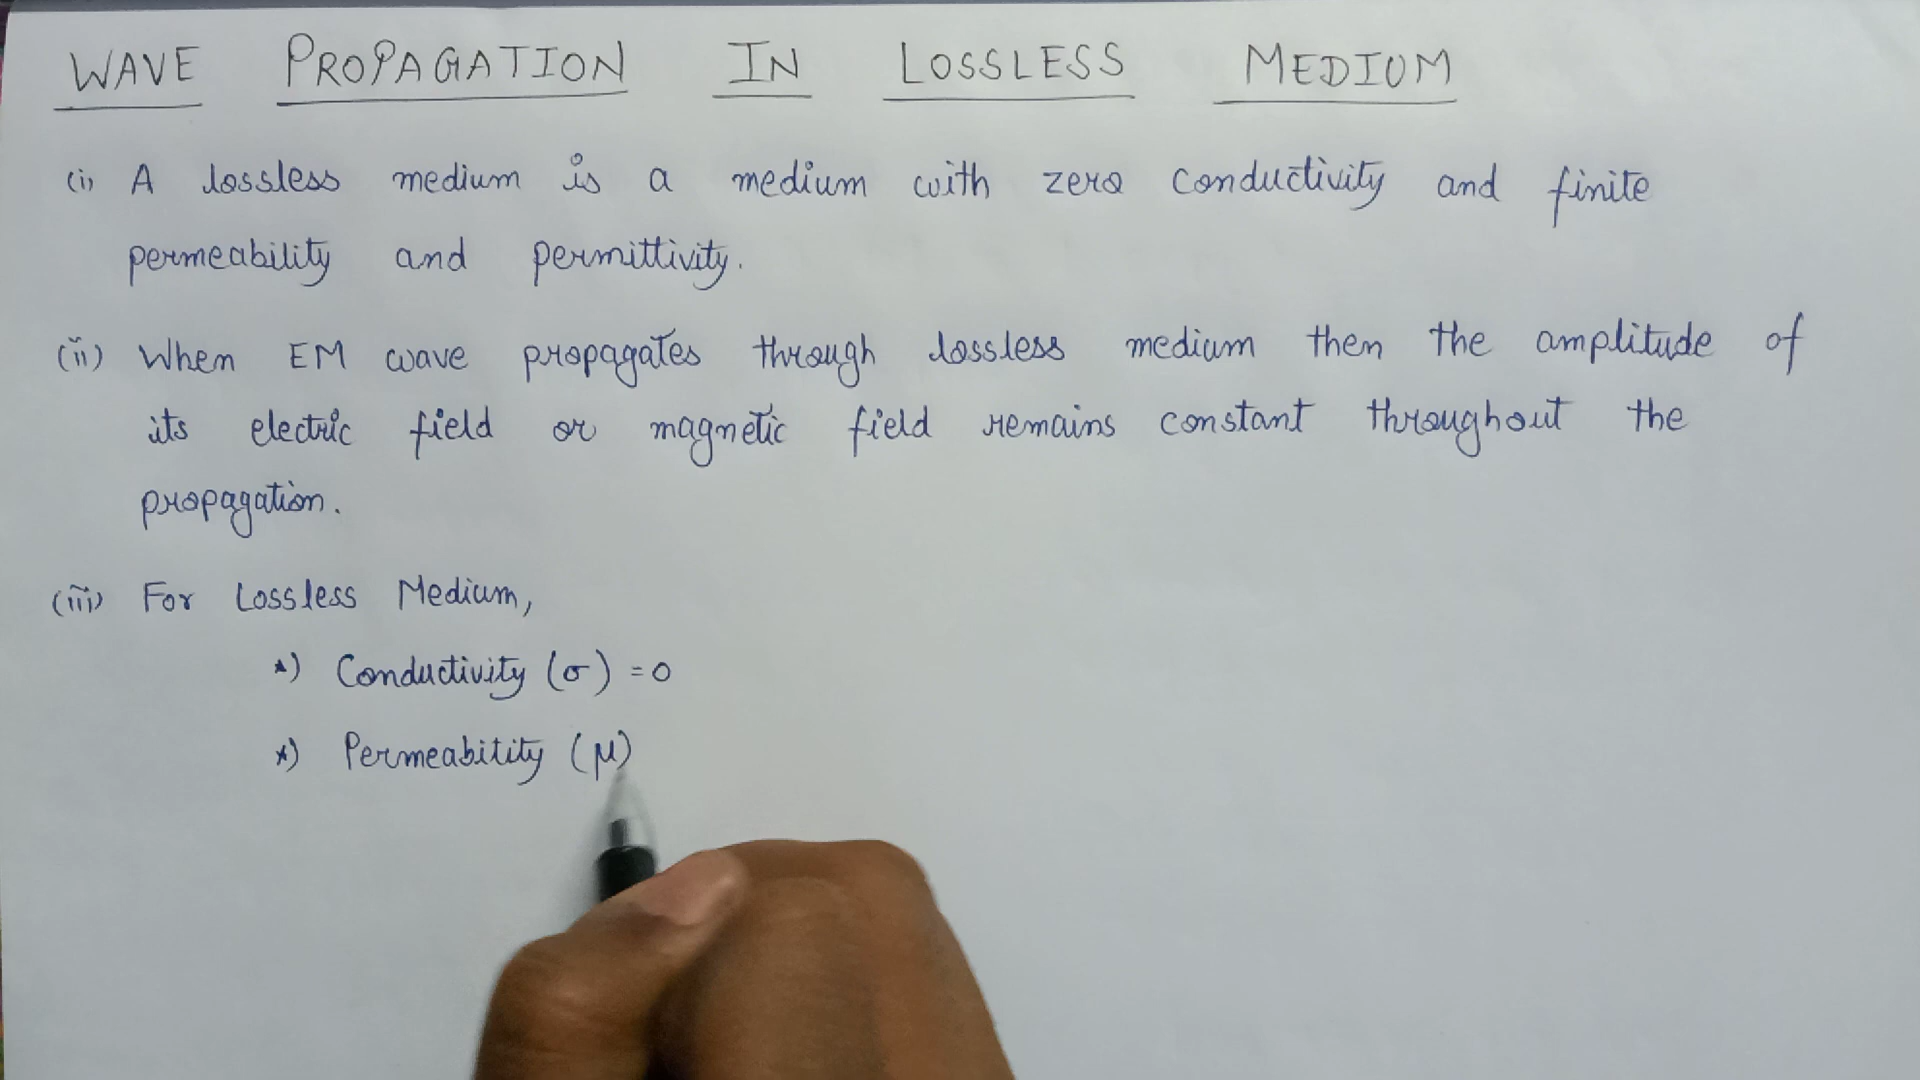 WAVE PROPAGATION IN LOSSLESS MEDIUM
(i) A lossless medium is a medium with zero conductivity and finite
permeability and permittivity.
(ii) When EM wave propagates through lossless medium then the amplitude of
its electric field or magnetic field remains constant throughout the
propagation.
(iii) For Lossless Medium,
*) Conductivity (σ) = 0
*) Permeabitity (μ)